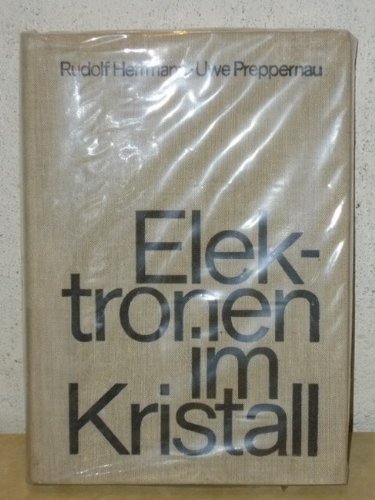 Rudolf Herrmann · Uwe Preppernau
Elek-
tronen
im
Kristall